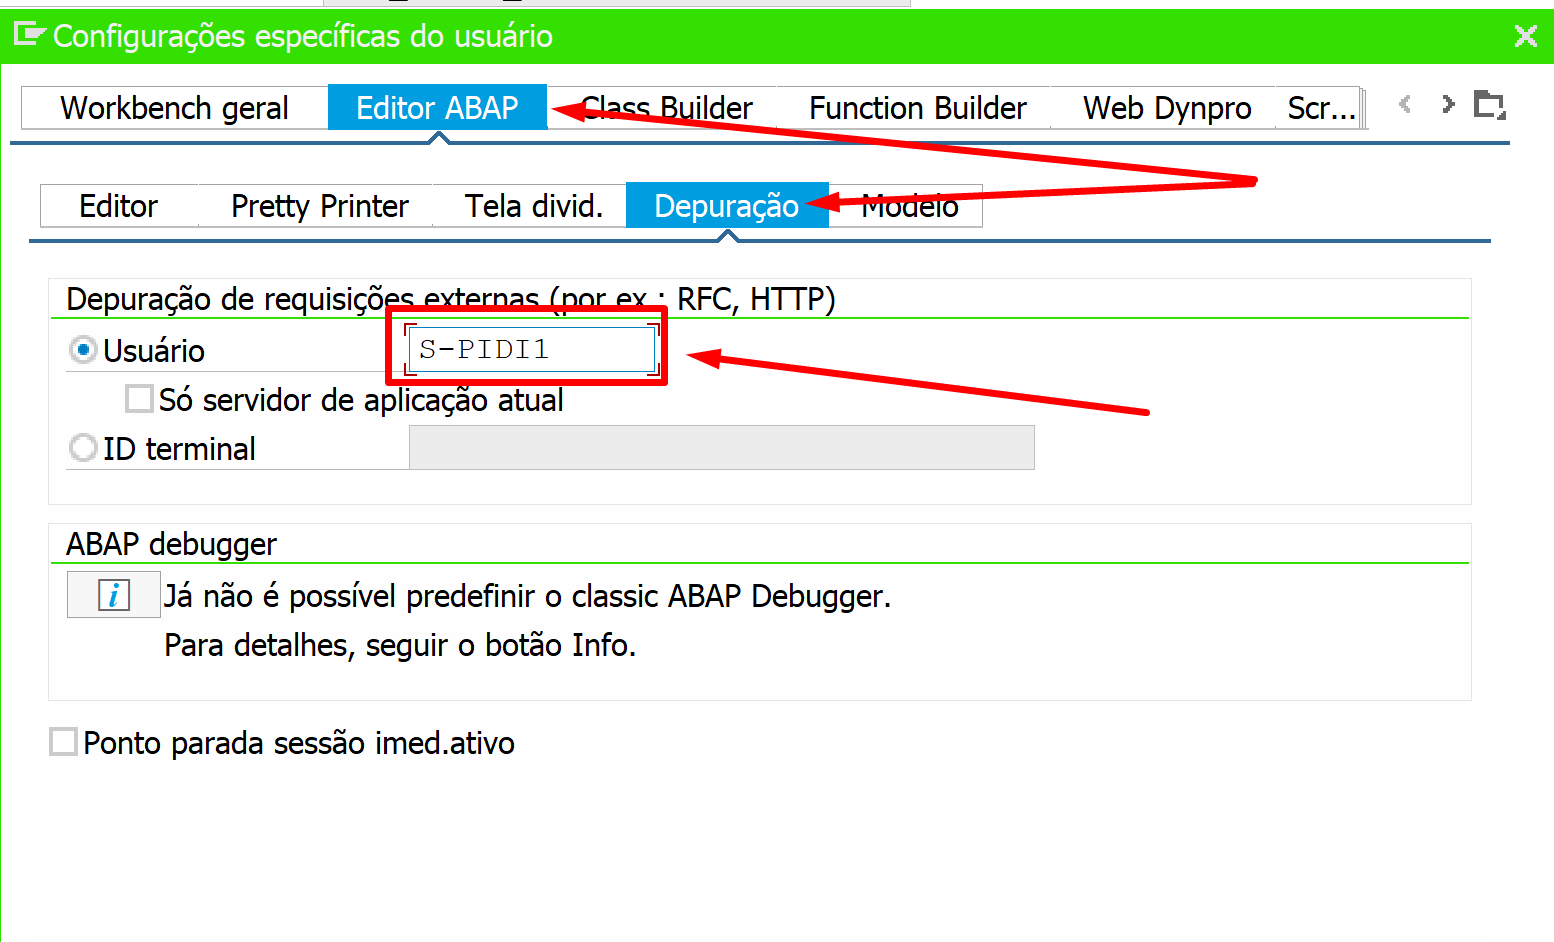 Configurações específicas do usuário
Workbench geral Editor ABAP Class Builder Function Builder Web Dynpro Scr...
Editor Pretty Printer Tela divid. Depuração Modelo
Depuração de requisições externas (por ex.: RFC, HTTP)
Usuário S-PIDI1
Só servidor de aplicação atual
ID terminal
ABAP debugger
i Já não é possível predefinir o classic ABAP Debugger.
Para detalhes, seguir o botão Info.
Ponto parada sessão imed.ativo